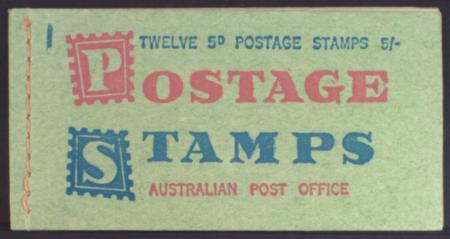 TWELVE 5D POSTAGE STAMPS 5/-
POSTAGE
STAMPS
AUSTRALIAN POST OFFICE